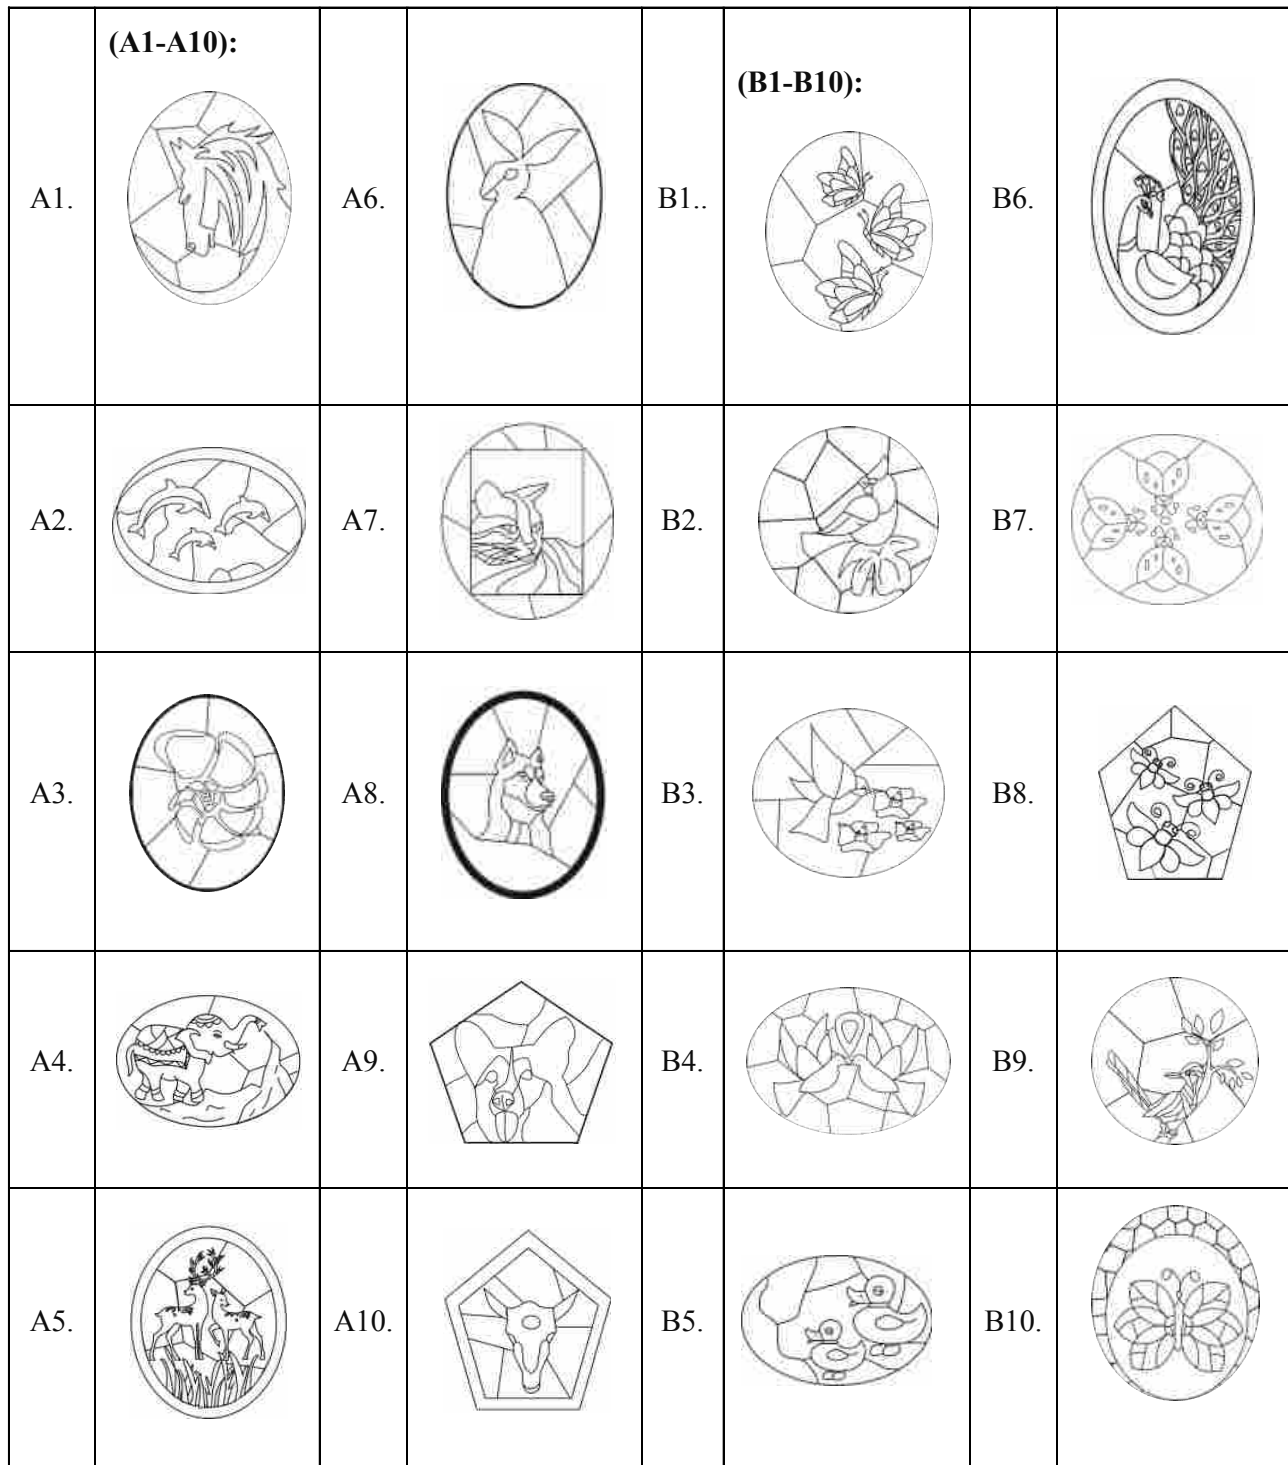 (A1-A10):
(B1-B10):
A1.
A6.
B1..
B6.
A2.
A7.
B2.
B7.
A3.
A8.
B3.
B8.
A4.
A9.
B4.
B9.
A5.
A10.
B5.
B10.